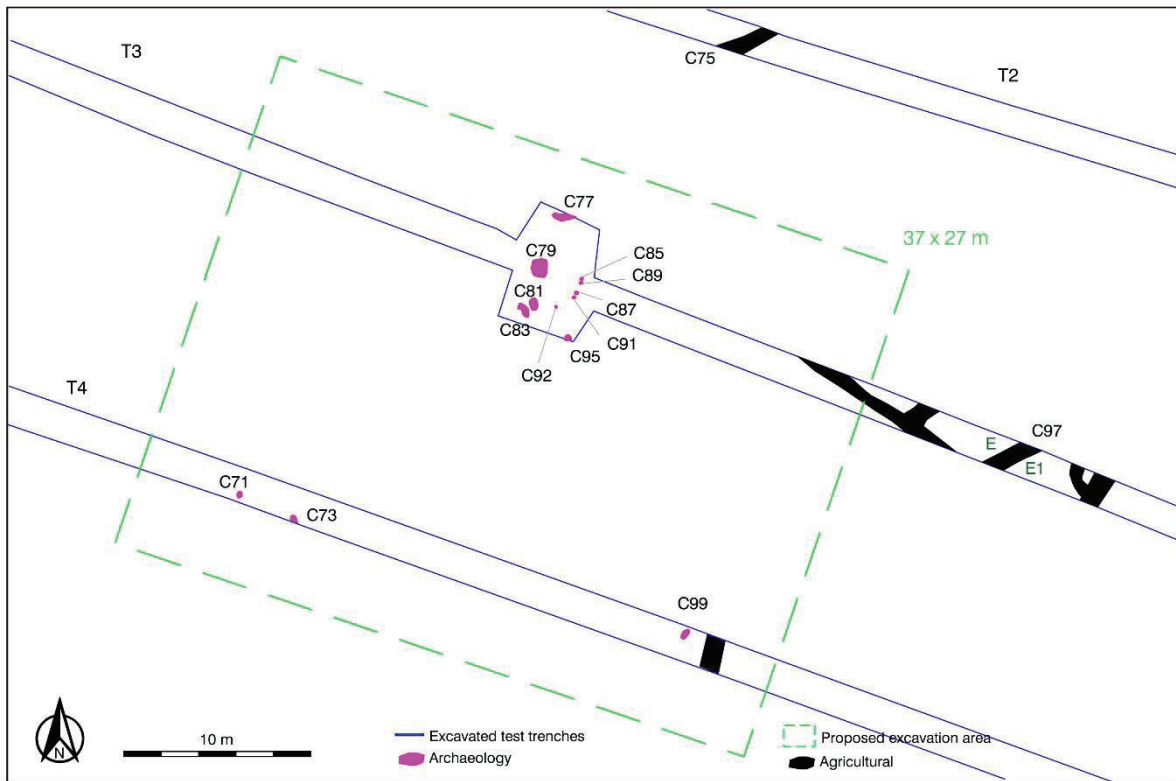 T3
C75
T2
C77
37 x 27 m
C79
C85
C89
C81
C87
C83
C91
C95
C92
T4
C97
E
E1
C71
C73
C99
N
10 m
Excavated test trenches
Archaeology
Proposed excavation area
Agricultural